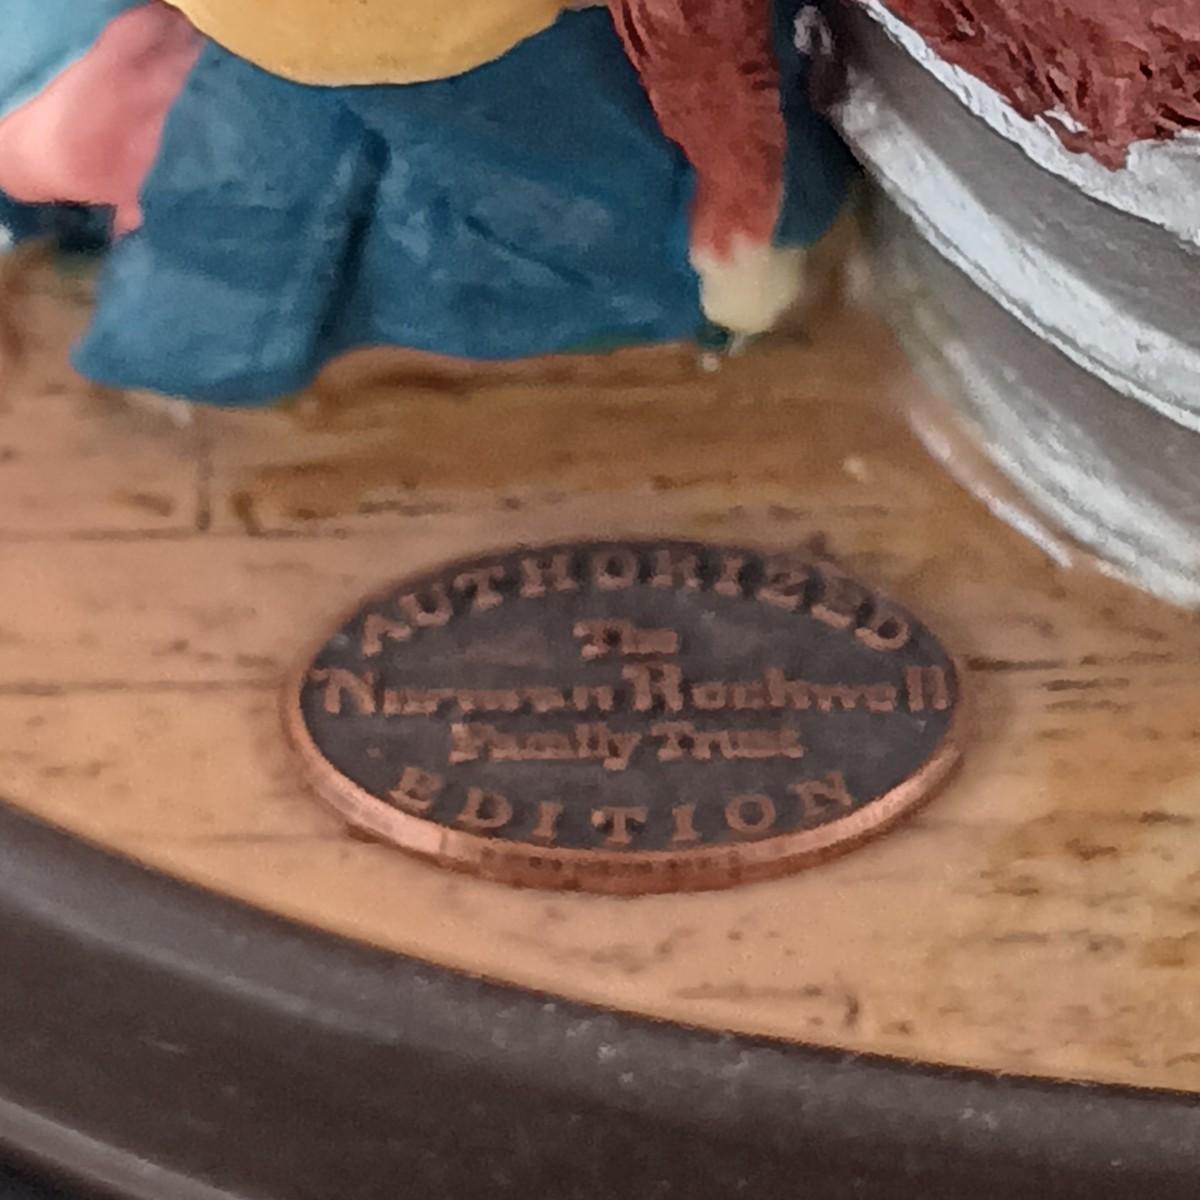 AUTHORIZED
The
Norman Rockwell
Family Trust
EDITION